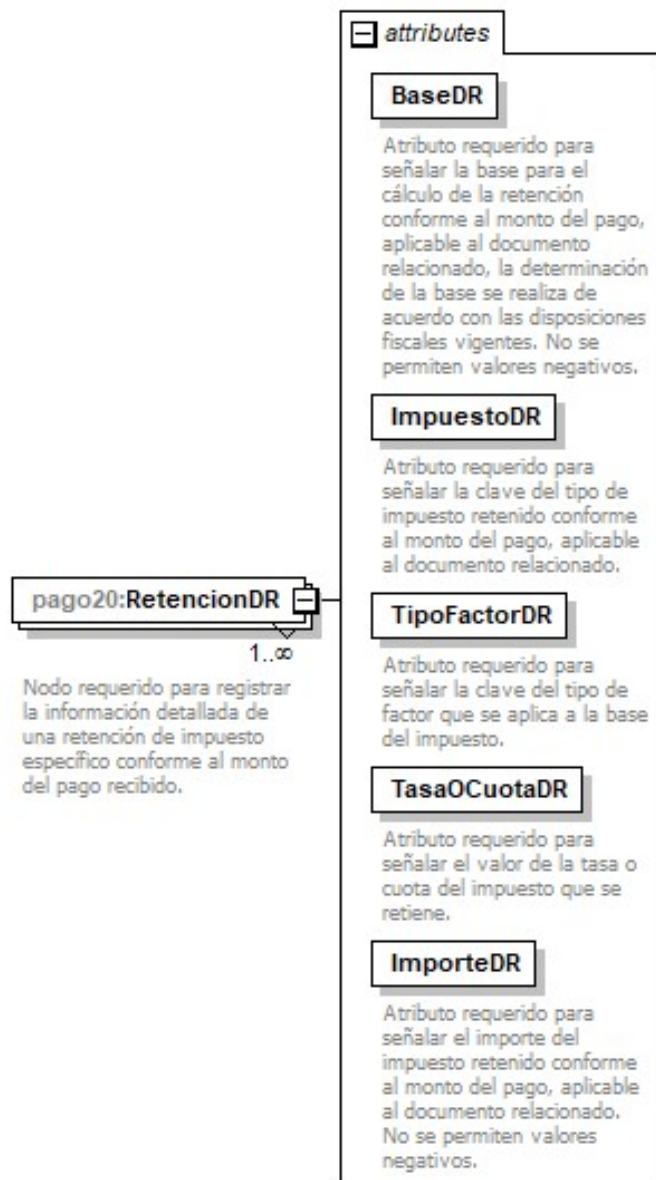 attributes
BaseDR
Atributo requerido para
señalar la base para el
cálculo de la retención
conforme al monto del pago,
aplicable al documento
relacionado, la determinación
de la base se realiza de
acuerdo con las disposiciones
fiscales vigentes. No se
permiten valores negativos.
ImpuestoDR
Atributo requerido para
señalar la clave del tipo de
impuesto retenido conforme
al monto del pago, aplicable
al documento relacionado.
pago20:RetencionDR
1..∞
Nodo requerido para registrar
la información detallada de
una retención de impuesto
específico conforme al monto
del pago recibido.
TipoFactorDR
Atributo requerido para
señalar la clave del tipo de
factor que se aplica a la base
del impuesto.
TasaOCuotaDR
Atributo requerido para
señalar el valor de la tasa o
cuota del impuesto que se
retiene.
ImporteDR
Atributo requerido para
señalar el importe del
impuesto retenido conforme
al monto del pago, aplicable
al documento relacionado.
No se permiten valores
negativos.